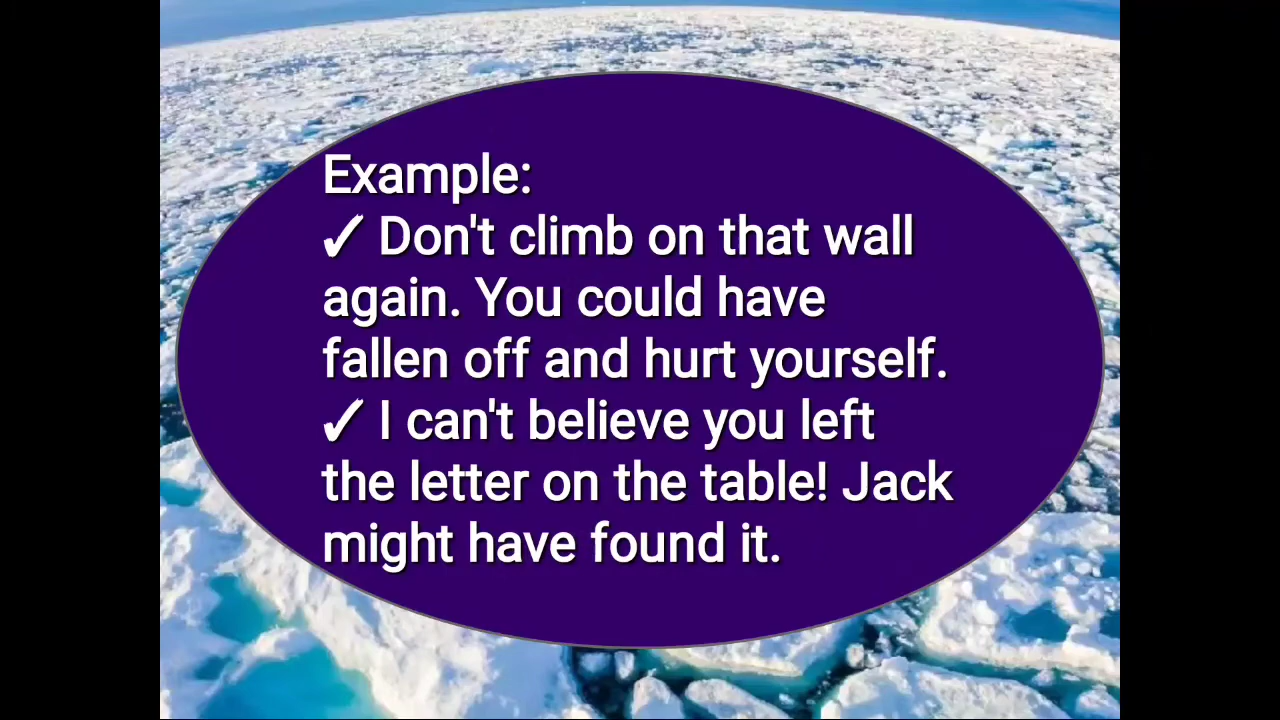 Example:
✓ Don't climb on that wall
again. You could have
fallen off and hurt yourself.
✓ I can't believe you left
the letter on the table! Jack
might have found it.